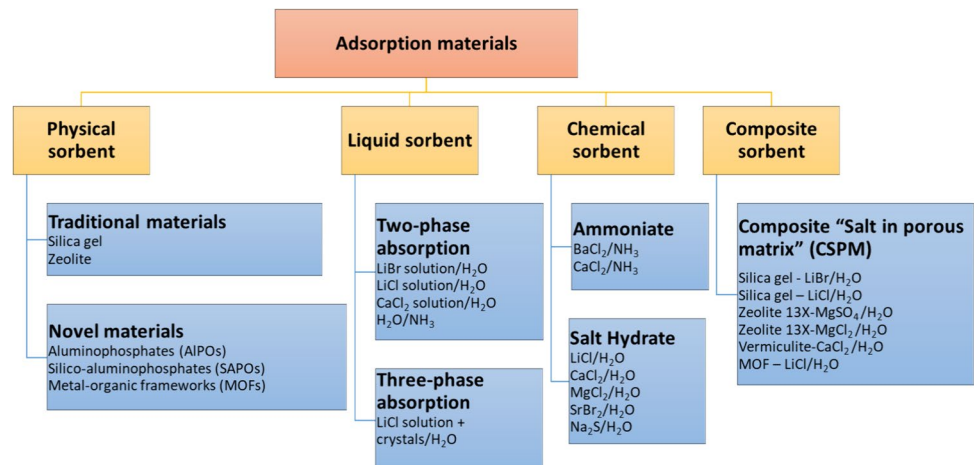 Adsorption materials
Physical
sorbent
Traditional materials
Silica gel
Zeolite
Novel materials
Aluminophosphates (AlPOs)
Silico-aluminophosphates (SAPOs)
Metal-organic frameworks (MOFs)
Liquid sorbent
Two-phase
absorption
LiBr solution/H₂O
LiCl solution/H₂O
CaCl₂ solution/H₂O
H₂O/NH₃
Three-phase
absorption
LiCl solution +
crystals/H₂O
Chemical
sorbent
Ammoniate
BaCl₂/NH₃
CaCl₂/NH₃
Salt Hydrate
LiCl/H₂O
CaCl₂/H₂O
MgCl₂/H₂O
SrBr₂/H₂O
Na₂S/H₂O
Composite
sorbent
Composite “Salt in porous
matrix” (CSPM)
Silica gel - LiBr/H₂O
Silica gel – LiCl/H₂O
Zeolite 13X-MgSO₄/H₂O
Zeolite 13X-MgCl₂/H₂O
Vermiculite-CaCl₂/H₂O
MOF – LiCl/H₂O